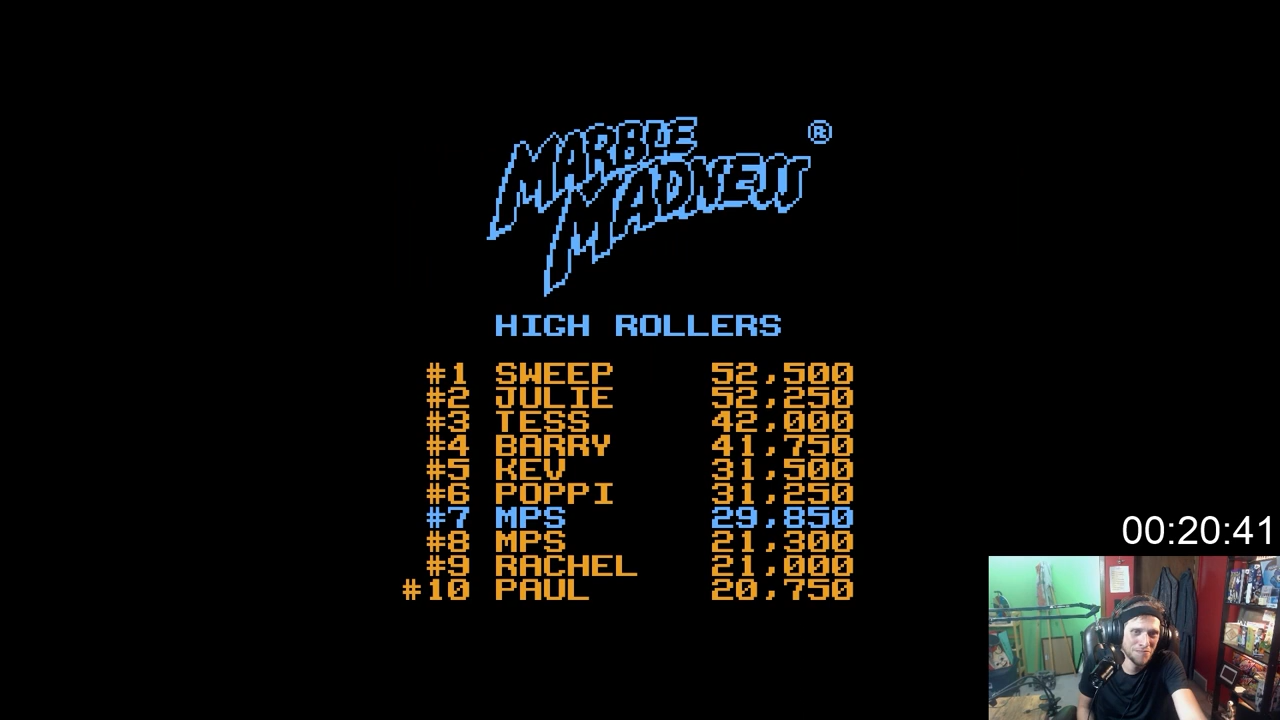 MARBLE
MADNESS ®
HIGH ROLLERS
#1 SWEEP 52,500
#2 JULIE 52,250
#3 TESS 42,000
#4 BARRY 41,750
#5 KEV 31,500
#6 POPPI 31,250
#7 MPS 29,850
#8 MPS 21,300
#9 RACHEL 21,000
#10 PAUL 20,750
00:20:41